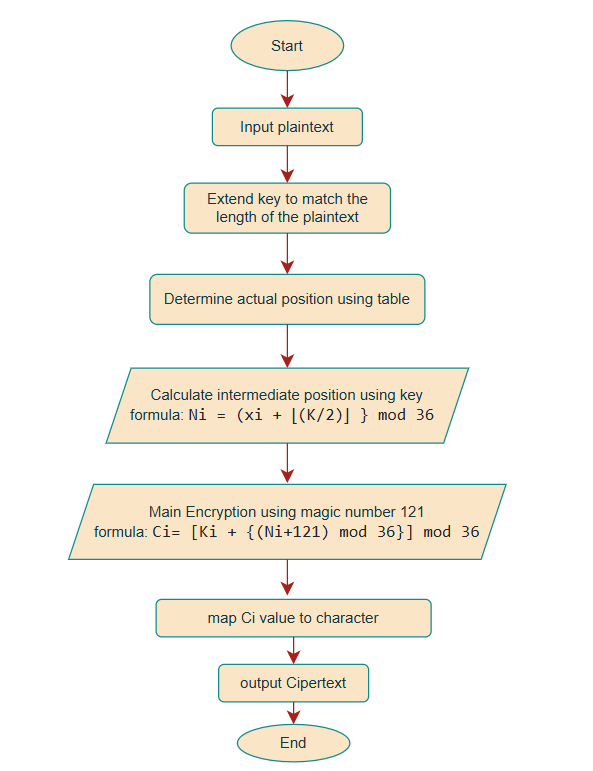 Start
Input plaintext
Extend key to match the
length of the plaintext
Determine actual position using table
Calculate intermediate position using key
formula: Ni = (xi + ⌊(K/2)⌋ } mod 36
Main Encryption using magic number 121
formula: Ci= [Ki + {(Ni+121) mod 36}] mod 36
map Ci value to character
output Cipertext
End